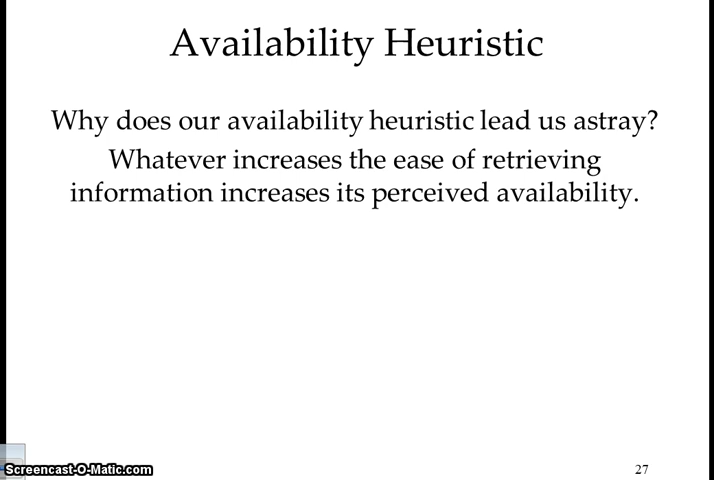 Availability Heuristic
Why does our availability heuristic lead us astray?
Whatever increases the ease of retrieving
information increases its perceived availability.
Screencast-O-Matic.com
27